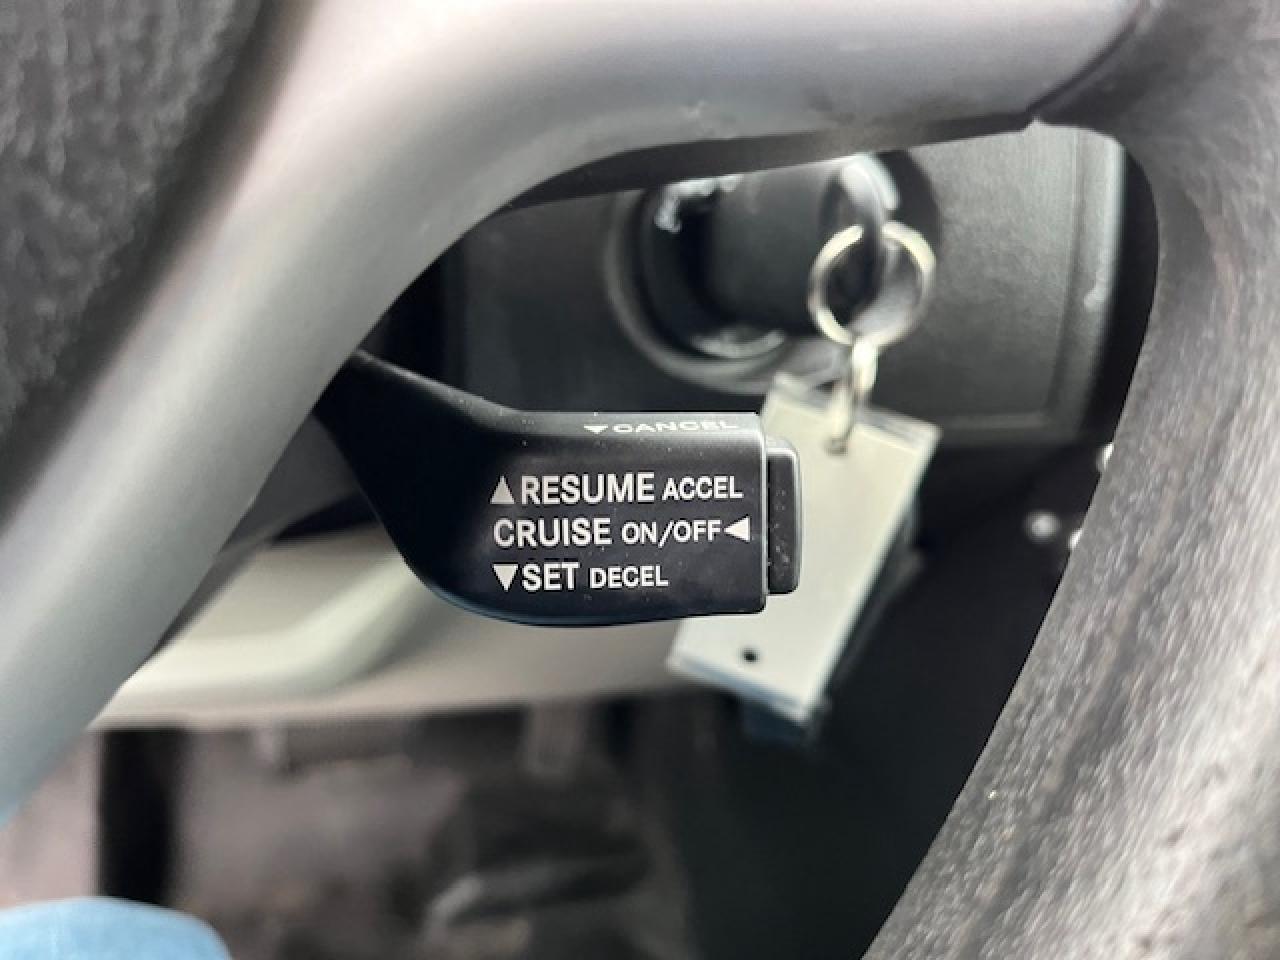 ▼CANCEL
▲RESUME ACCEL
CRUISE ON/OFF◀
▼SET DECEL